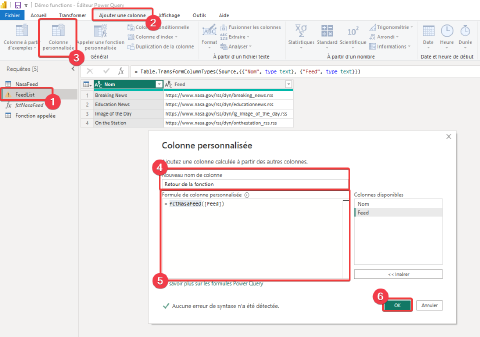 Démo fonctions - Éditeur Power Query
Fichier Accueil Transformer Ajouter une colonne Affichage Outils Aide
2
Colonne à partir d'exemples
Colonne personnalisée
Appeler une fonction personnalisée
Colonne conditionnelle
Colonne d'index
Duplication de la colonne
Général
Format
Fusionner les colonnes
Extraire
Analyser
À partir du texte
Statistiques
Standard
Scientifique
10²
Trigonométrie
Arrondi
Informations
À partir d'un nombre
Date
Heure
Durée
Date et heure de début
3
Requêtes [5]
NasaFeed
FeedList
fctNasaFeed
Fonction appelée
1
= Table.TransformColumnTypes(Source,{{"Nom", type text}, {"Feed", type text}})
Nom Feed
1 Breaking News https://www.nasa.gov/rss/dyn/breaking_news.rss
2 Education News https://www.nasa.gov/rss/dyn/educationnews.rss
3 Image of the Day https://www.nasa.gov/rss/dyn/lg_image_of_the_day.rss
4 On the Station https://www.nasa.gov/rss/dyn/onthestation_rss.rss
Colonne personnalisée
Ajoutez une colonne calculée à partir des autres colonnes.
4
Nouveau nom de colonne
Retour de la fonction
Formule de colonne personnalisée
= fctNasaFeed([Feed])
Colonnes disponibles
Nom
Feed
<< Insérer
5
savoir plus sur les formules Power Query
Aucune erreur de syntaxe n'a été détectée.
6
OK
Annuler